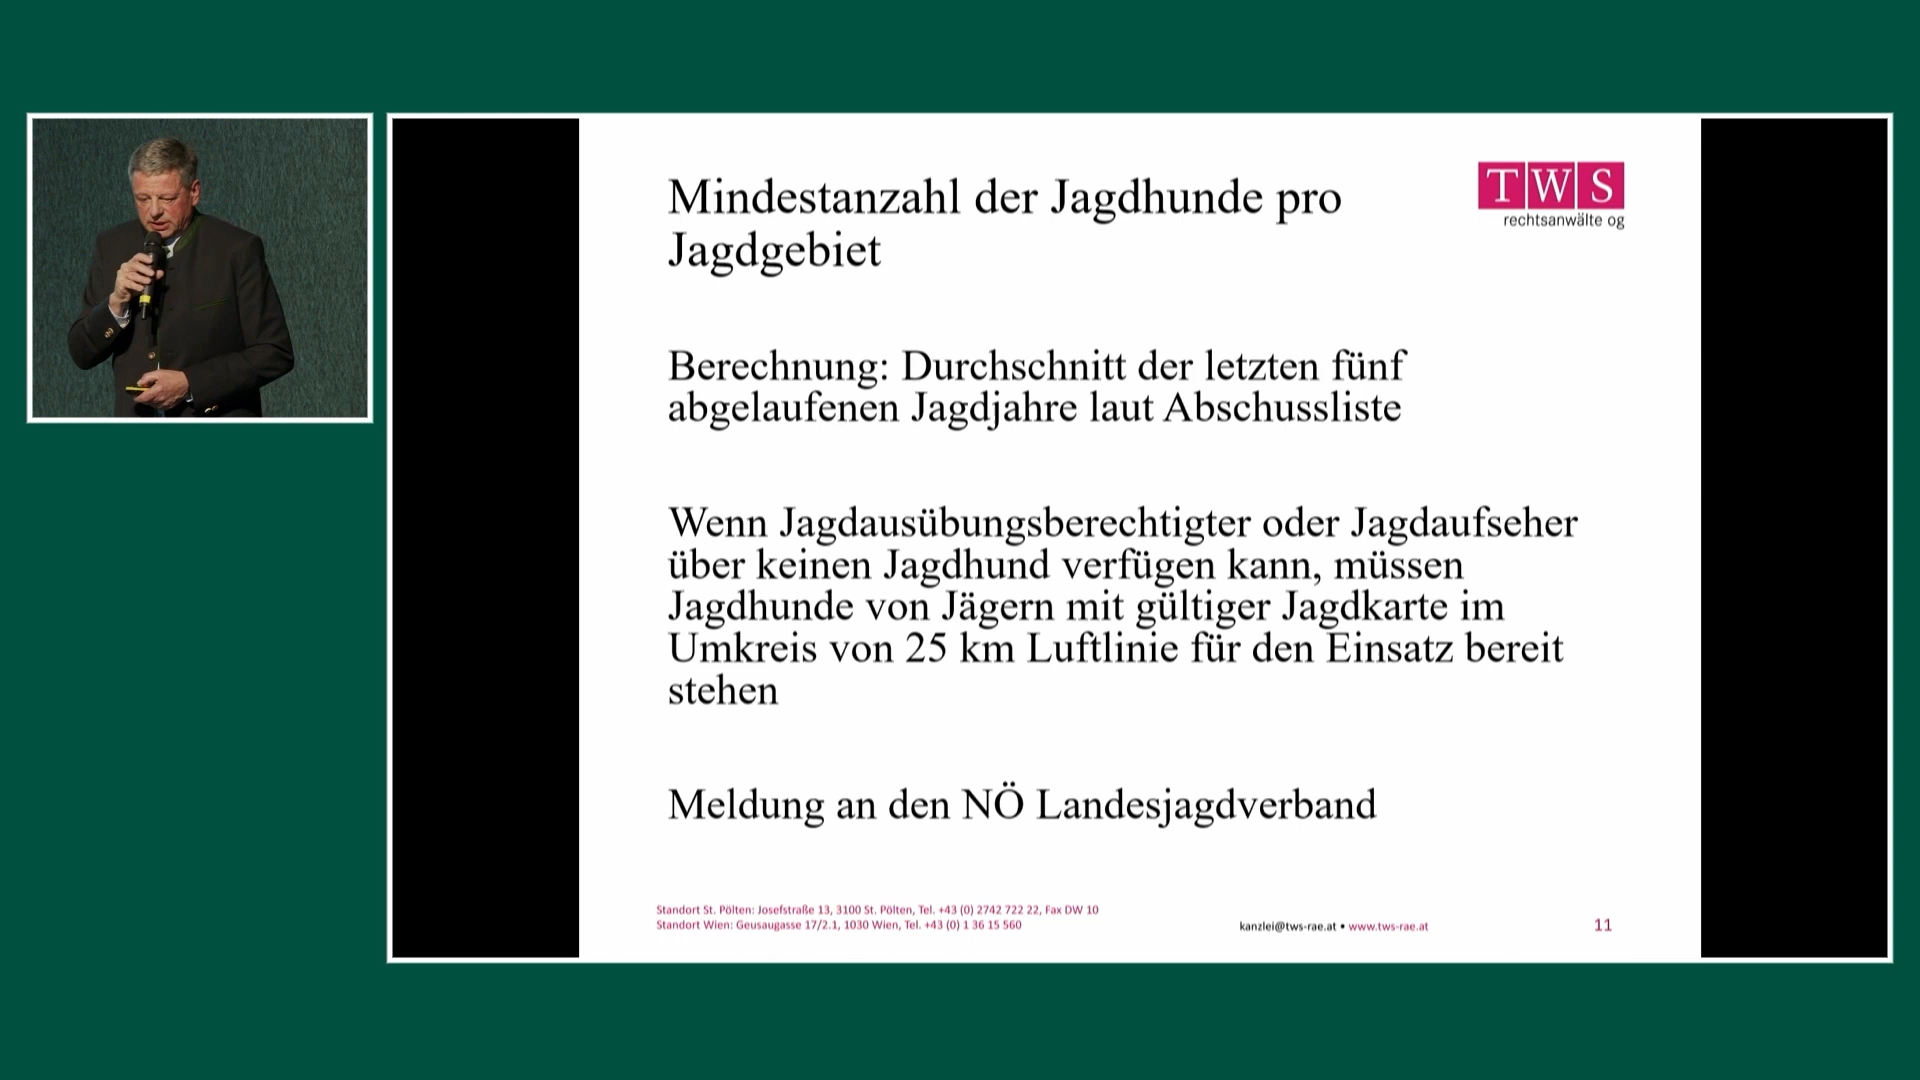 Mindestanzahl der Jagdhunde pro
Jagdgebiet
TWS
rechtsanwälte og
Berechnung: Durchschnitt der letzten fünf
abgelaufenen Jagdjahre laut Abschussliste
Wenn Jagdausübungsberechtigter oder Jagdaufseher
über keinen Jagdhund verfügen kann, müssen
Jagdhunde von Jägern mit gültiger Jagdkarte im
Umkreis von 25 km Luftlinie für den Einsatz bereit
stehen
Meldung an den NÖ Landesjagdverband
Standort St. Pölten: Josefstraße 13, 3100 St. Pölten, Tel. +43 (0) 2742 722 22, Fax DW 10
Standort Wien: Geusaugasse 17/2.1, 1030 Wien, Tel. +43 (0) 1 36 15 560
kanzlei@tws-rae.at • www.tws-rae.at
11